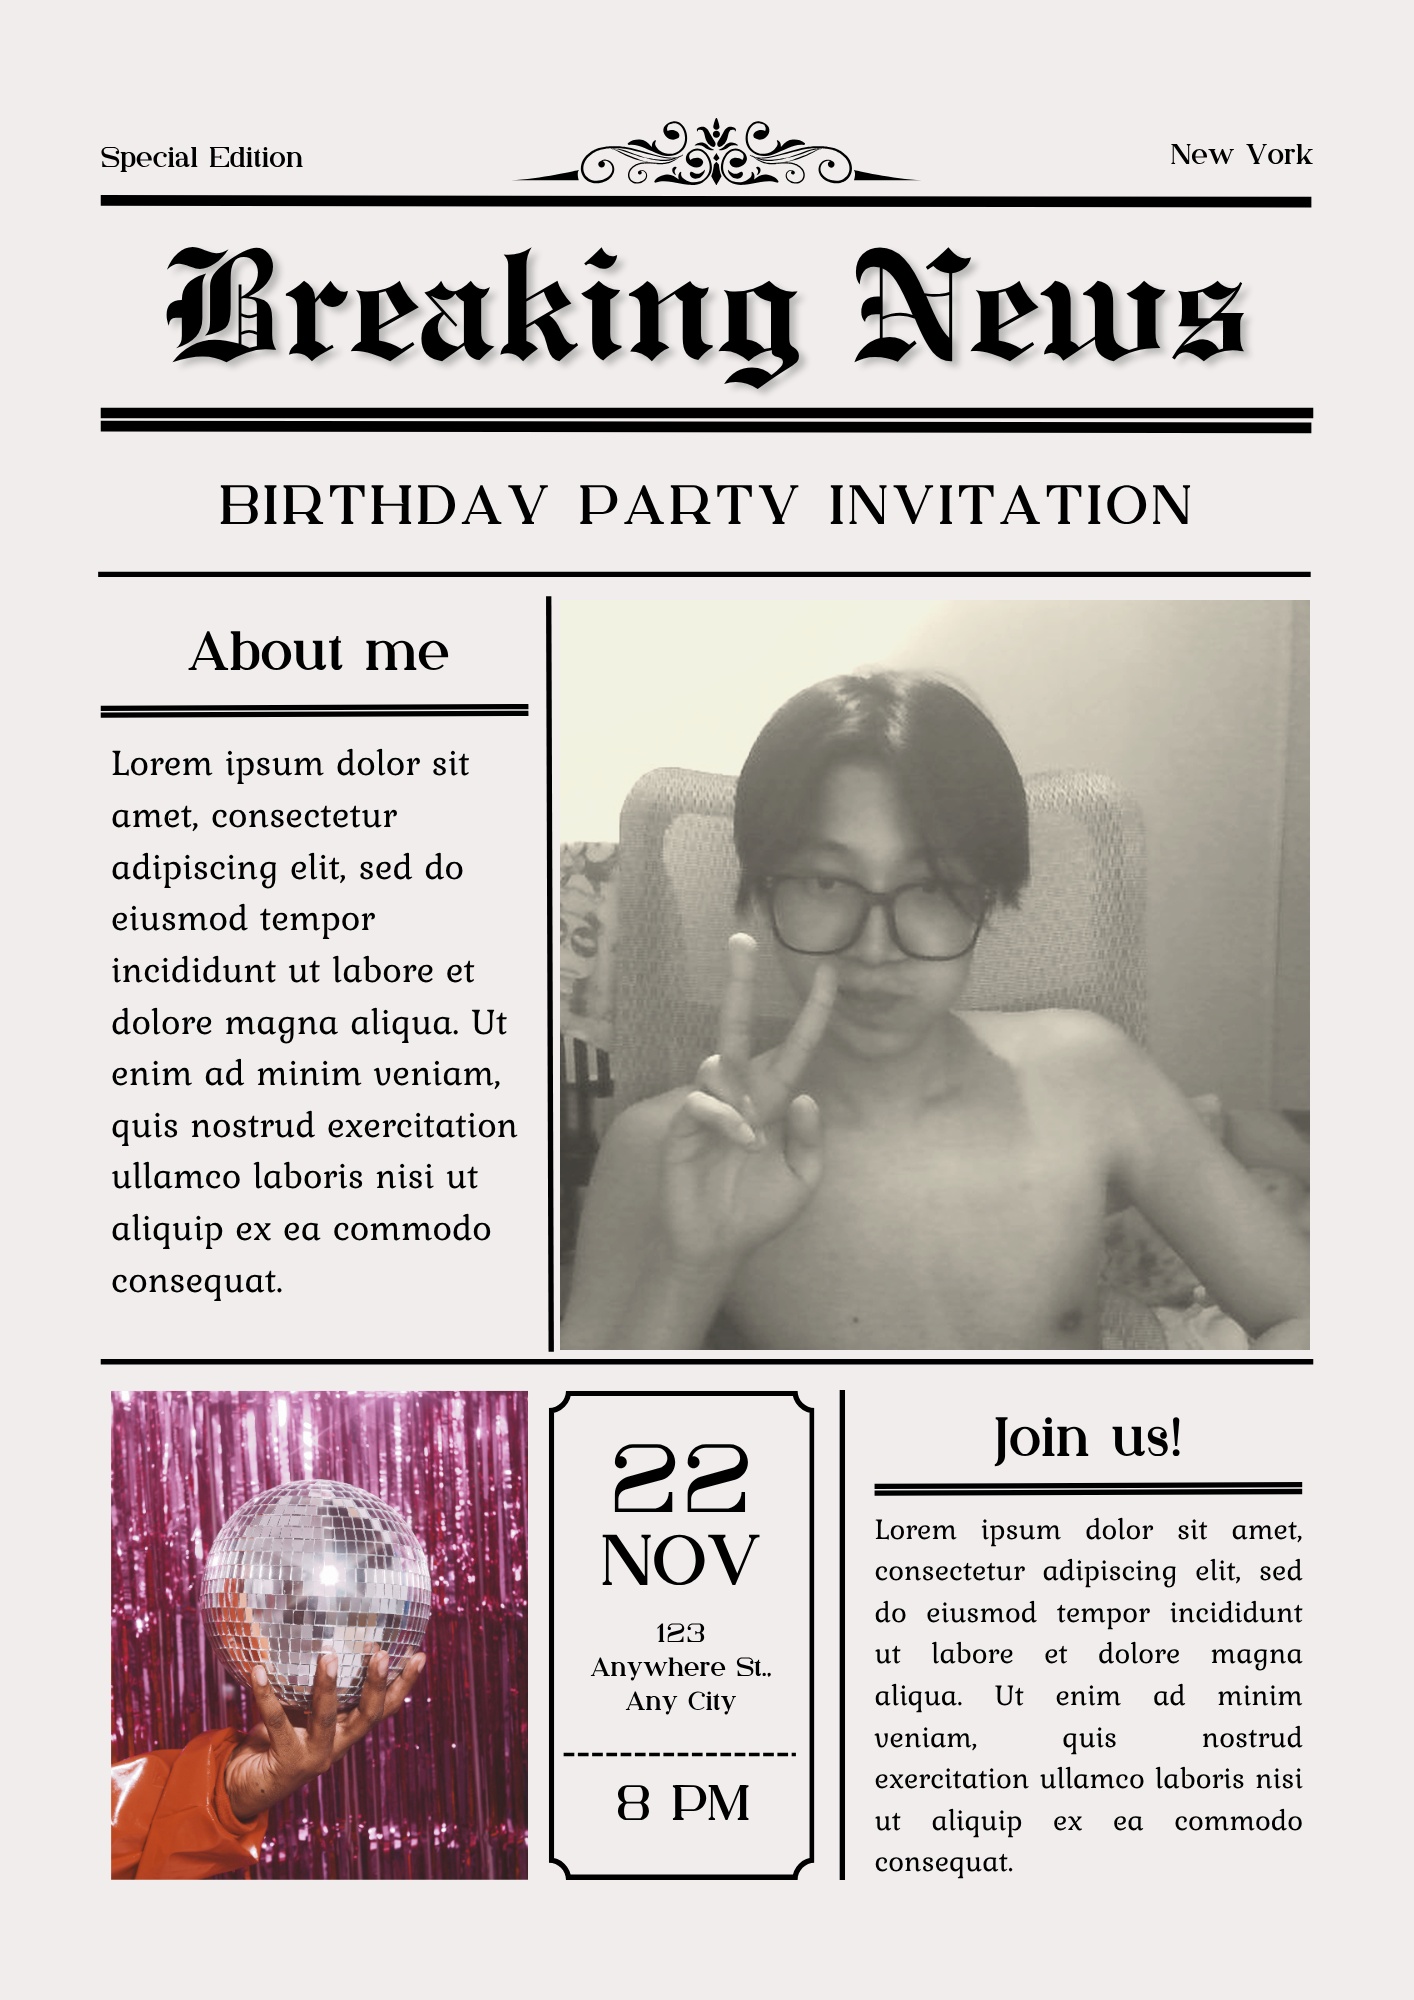 Special Edition
New York
Breaking News
BIRTHDAY PARTY INVITATION
About me
Lorem ipsum dolor sit
amet, consectetur
adipiscing elit, sed do
eiusmod tempor
incididunt ut labore et
dolore magna aliqua. Ut
enim ad minim veniam,
quis nostrud exercitation
ullamco laboris nisi ut
aliquip ex ea commodo
consequat.
22
NOV
123
Anywhere St..
Any City
8 PM
Join us!
Lorem ipsum dolor sit amet,
consectetur adipiscing elit, sed
do eiusmod tempor incididunt
ut labore et dolore magna
aliqua. Ut enim ad minim
veniam, quis nostrud
exercitation ullamco laboris nisi
ut aliquip ex ea commodo
consequat.